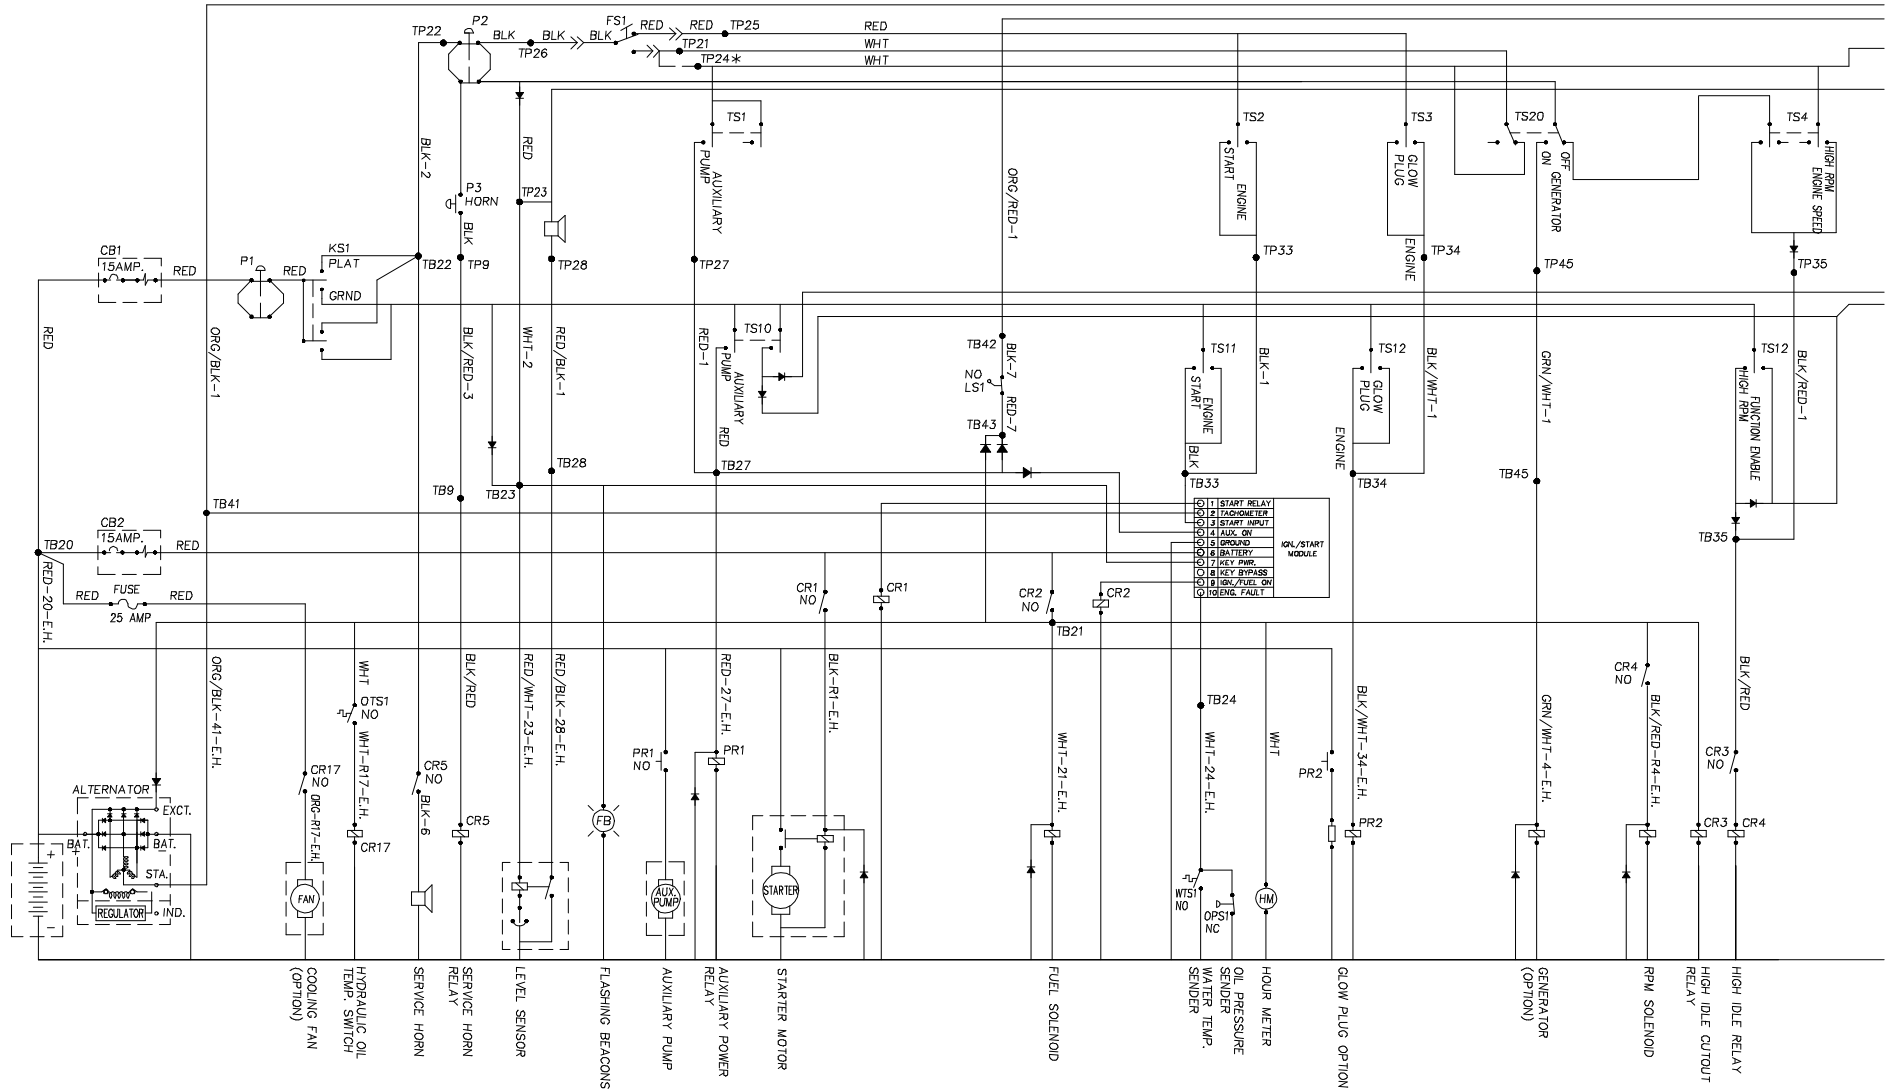 TP22
P2
BLK
TP26
BLK
BLK
FS1
RED
RED
TP25
TP21
TP24*
RED
WHT
WHT
BLK-2
RED
TS1
PUMP
AUXILIARY
ORG/RED-1
TS2
START
ENGINE
TS3
GLOW
PLUG
ENGINE
TS20
ON
OFF
GENERATOR
TS4
HIGH RPM
ENGINE SPEED
P3
HORN
BLK
TP23
CB1
15AMP.
RED
P1
RED
KS1
PLAT
GRND
TB22
TP9
TP28
TP27
TP33
TP34
TP45
TP35
RED
ORG/BLK-1
BLK/RED-3
WHT-2
RED/BLK-1
RED-1
TS10
PUMP
AUXILIARY
RED
TB42
BLK-7
NO
LS1
RED-7
TB43
TS11
START
ENGINE
BLK
BLK-1
TS12
GLOW
PLUG
ENGINE
BLK/WHT-1
GRN/WHT-1
TS12
HIGH RPM
FUNCTION ENABLE
BLK/RED-1
TB28
TB27
TB23
TB9
TB33
TB34
TB45
TB41
CB2
15AMP.
RED
TB20
TB35
1 START RELAY
2 TACHOMETER
3 START INPUT
4 AUX. ON
5 GROUND
6 BATTERY
7 KEY PWR.
8 KEY BYPASS
9 IGN./FUEL ON
10 ENG. FAULT
IGN./START
MODULE
RED-20-E.H.
RED
FUSE
25 AMP
RED
CR1
NO
CR1
CR2
NO
CR2
TB21
ORG/BLK-41-E.H.
WHT
OTS1
NO
WHT-R17-E.H.
BLK/RED
RED/WHT-23-E.H.
RED/BLK-28-E.H.
RED-27-E.H.
BLK-R1-E.H.
TB24
WHT-24-E.H.
WHT
BLK/WHT-34-E.H.
GRN/WHT-4-E.H.
CR4
NO
BLK/RED-R4-E.H.
BLK/RED
CR17
NO
ORG-R17-E.H.
CR5
NO
BLK-6
PR1
NO
PR1
WHT-21-E.H.
PR2
CR3
NO
ALTERNATOR
EXCT.
BAT.
BAT.
STA.
REGULATOR
IND.
+
-
CR17
CR5
FB
PR2
CR3
CR4
FAN
AUX.
PUMP
STARTER
WTS1
NO
OPS1
NC
HM
COOLING FAN
(OPTION)
HYDRAULIC OIL
TEMP. SWITCH
SERVICE HORN
SERVICE HORN
RELAY
LEVEL SENSOR
FLASHING BEACONS
AUXILIARY PUMP
AUXILIARY POWER
RELAY
STARTER MOTOR
FUEL SOLENOID
WATER TEMP.
SENDER
OIL PRESSURE
SENDER
HOUR METER
GLOW PLUG OPTION
GENERATOR
(OPTION)
RPM SOLENOID
HIGH IDLE CUTOUT
RELAY
HIGH IDLE RELAY